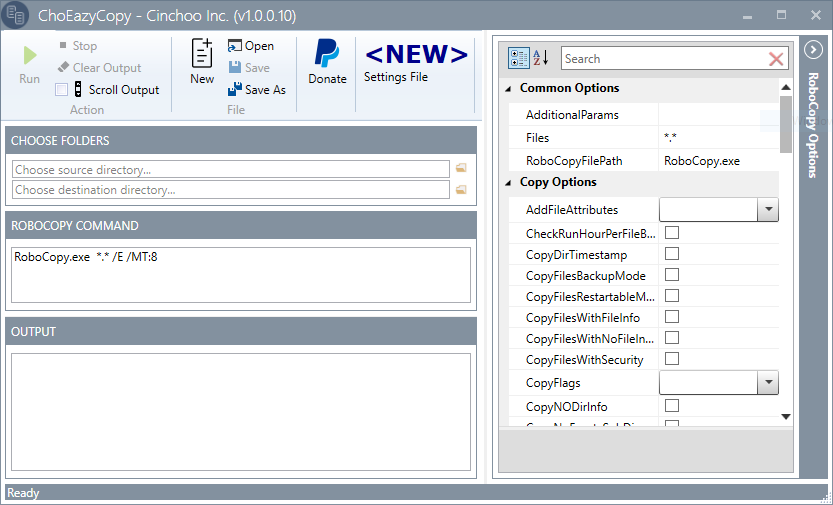 ChoEazyCopy - Cinchoo Inc. (v1.0.0.10)
Run
Stop
Clear Output
Scroll Output
Action
New
Open
Save
Save As
File
Donate
<NEW>
Settings File
CHOOSE FOLDERS
Choose source directory...
Choose destination directory...
ROBOCOPY COMMAND
RoboCopy.exe  *.* /E /MT:8
OUTPUT
Ready
A
Z
Search
Common Options
AdditionalParams
Files *.*
RoboCopyFilePath RoboCopy.exe
Copy Options
AddFileAttributes
CheckRunHourPerFileB...
CopyDirTimestamp
CopyFilesBackupMode
CopyFilesRestartableM...
CopyFilesWithFileInfo
CopyFilesWithNoFileIn...
CopyFilesWithSecurity
CopyFlags
CopyNODirInfo
RoboCopy Options